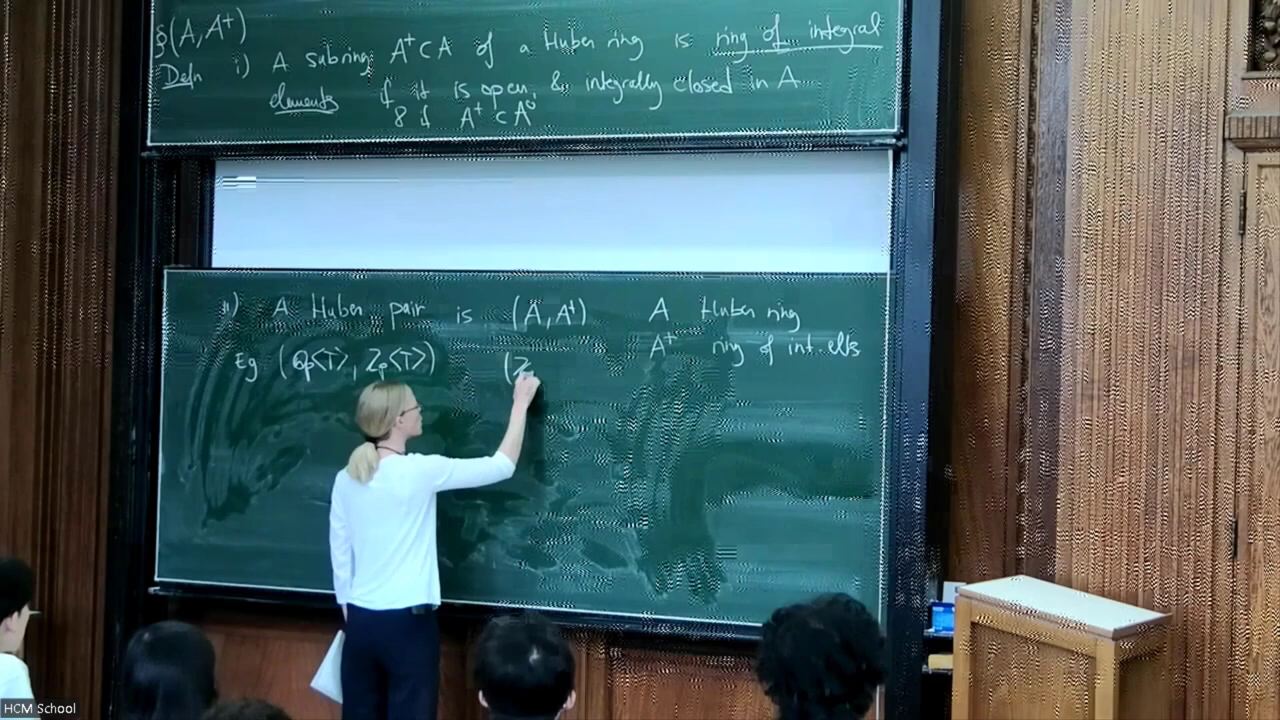 §(A, A⁺)
Defn i) A subring A⁺ ⊂ A of a Huber ring is ring of integral
elements if it is open, & integrally closed in A
& if A⁺ ⊂ A⁰
ii) A Huber pair is (A, A⁺) A Huber ring
A⁺ ring of int. elts
Eg (Qp<T>, Zp<T>) (Z
HCM School